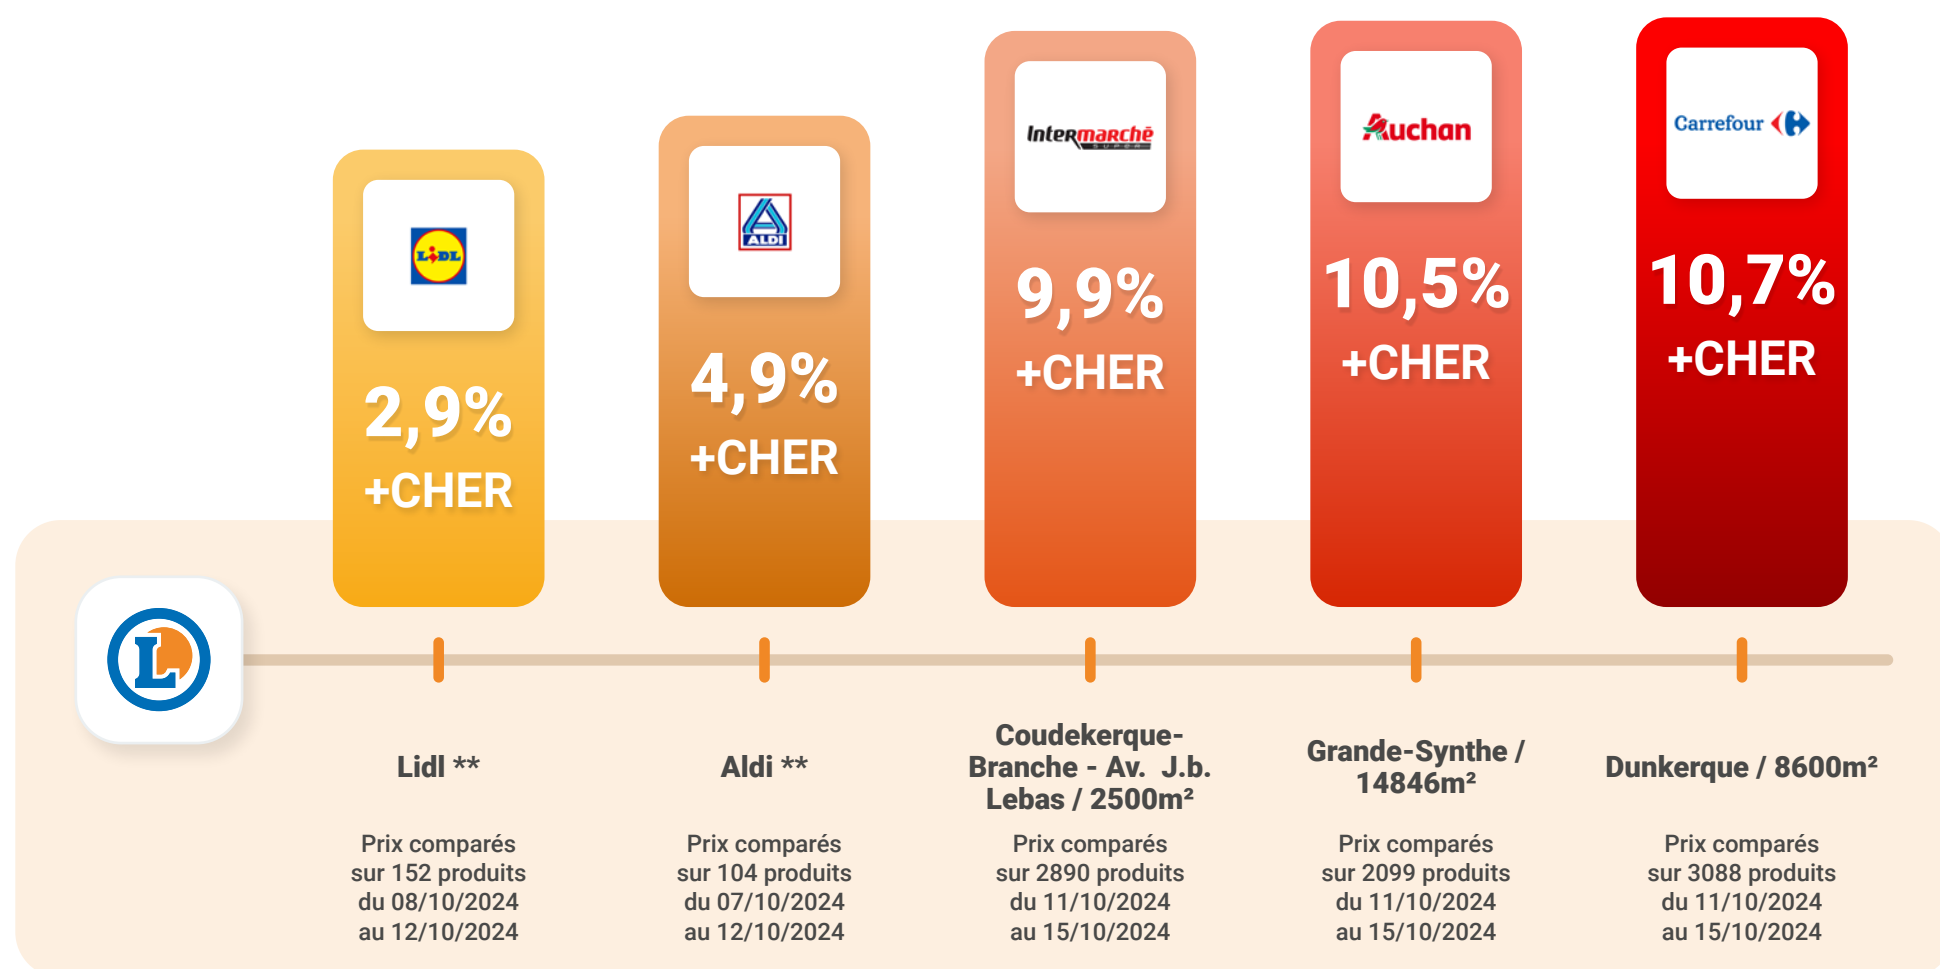 LIDL
2,9%
+CHER
ALDI
4,9%
+CHER
Intermarchē
SUPER
9,9%
+CHER
Auchan
10,5%
+CHER
Carrefour
10,7%
+CHER
L
Lidl **
Prix comparés
sur 152 produits
du 08/10/2024
au 12/10/2024
Aldi **
Prix comparés
sur 104 produits
du 07/10/2024
au 12/10/2024
Coudekerque-
Branche - Av. J.b.
Lebas / 2500m²
Prix comparés
sur 2890 produits
du 11/10/2024
au 15/10/2024
Grande-Synthe /
14846m²
Prix comparés
sur 2099 produits
du 11/10/2024
au 15/10/2024
Dunkerque / 8600m²
Prix comparés
sur 3088 produits
du 11/10/2024
au 15/10/2024